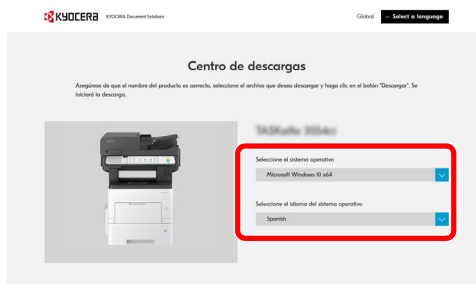 KYOCERA KYOCERA Document Solutions Global Select a language
Centro de descargas
Asegúrese de que el nombre del producto es correcto, seleccione el archivo que desea descargar y haga clic en el botón "Descargar". Se
iniciará la descarga.
Seleccione el sistema operativo
Microsoft Windows 10 x64
Seleccione el idioma del sistema operativo
Spanish